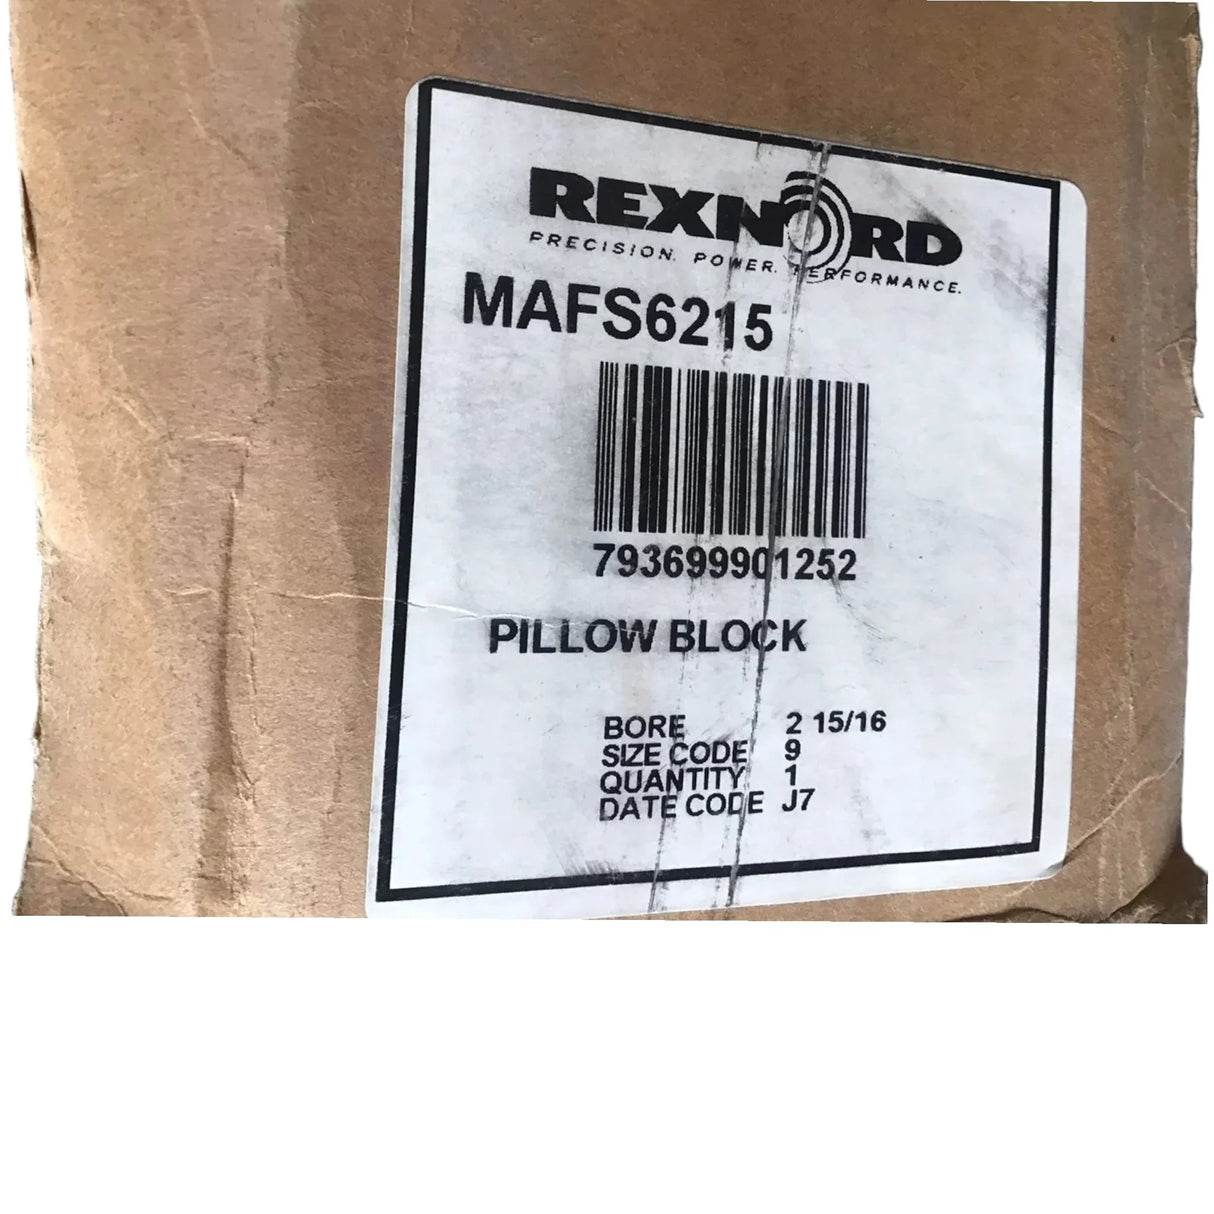 REXNORD
PRECISION. POWER. PERFORMANCE.
MAFS6215
793699901252
PILLOW BLOCK
BORE 2 15/16
SIZE CODE 9
QUANTITY 1
DATE CODE J7